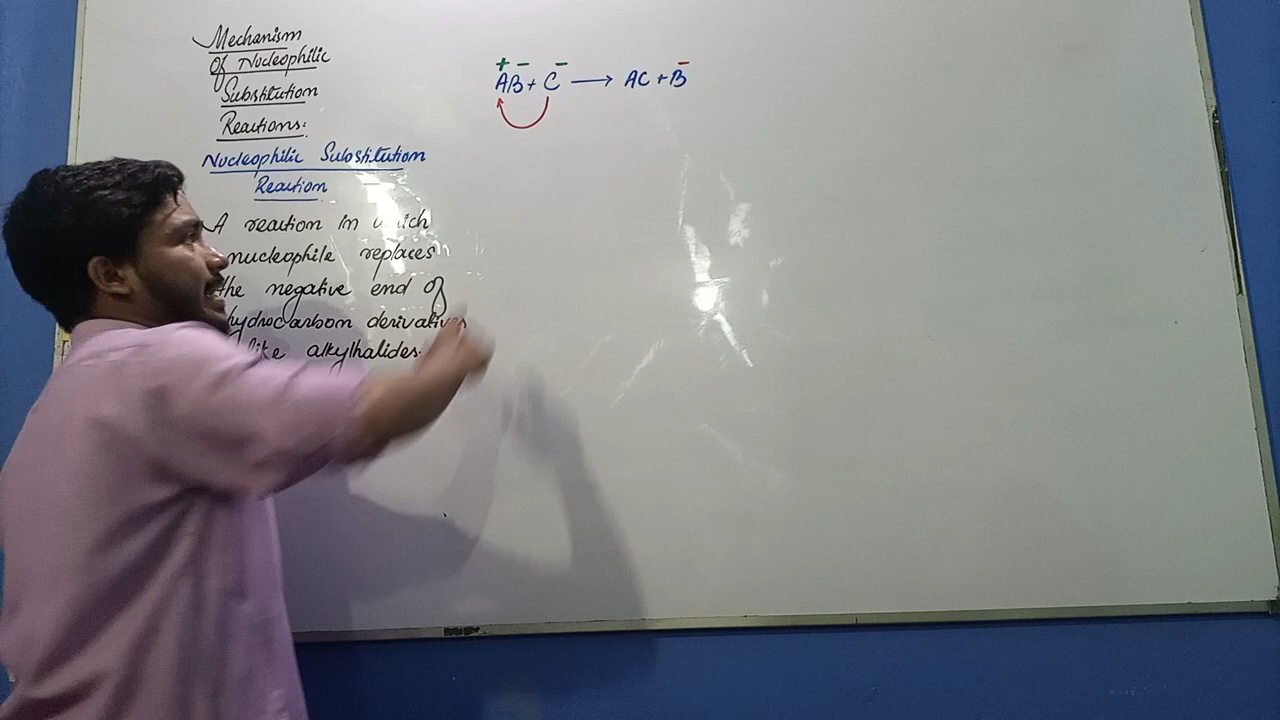 Mechanism
Of Nucleophilic
Substitution
Reactions:
Nucleophilic Substitution
Reaction
A reaction in which
nucleophile replaces
the negative end of
hydrocarbon derivatives
like alkylhalides.
+ − −
AB + C ⟶ AC + B⁻